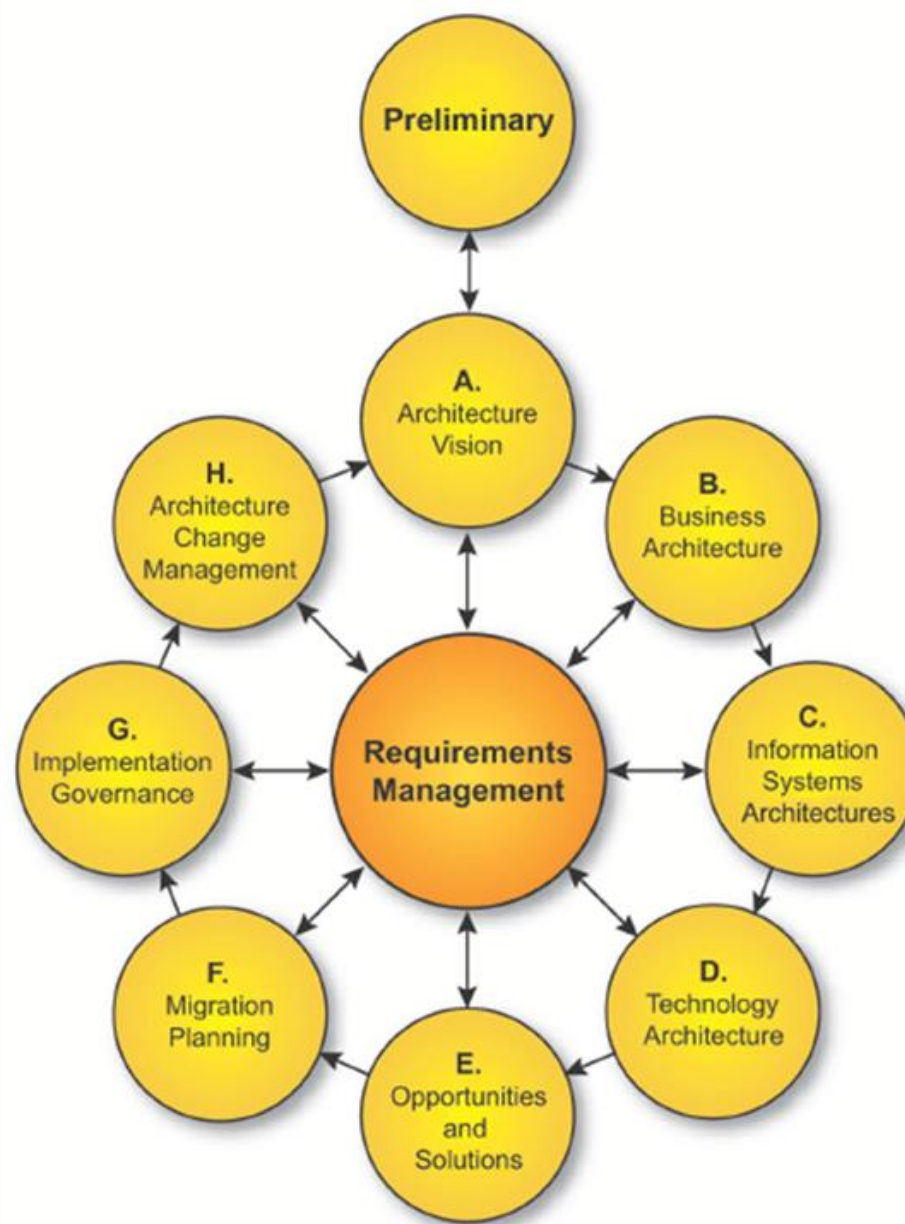 Preliminary
A.
Architecture
Vision
B.
Business
Architecture
C.
Information
Systems
Architectures
D.
Technology
Architecture
E.
Opportunities
and
Solutions
F.
Migration
Planning
G.
Implementation
Governance
H.
Architecture
Change
Management
Requirements
Management